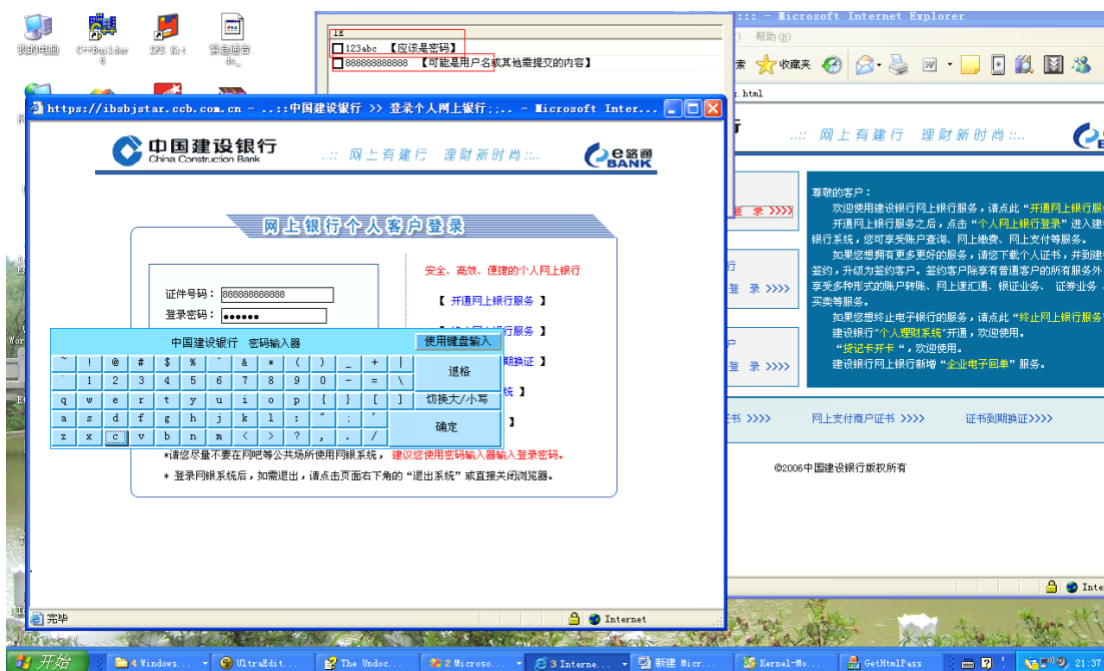 我的电脑
C++Builder 6
IE
123abc 【应该是密码】
888888888888 【可能是用户名或其他需提交的内容】
::: - Microsoft Internet Explorer
帮助(H)
收藏夹
.html
https://ibsbjstar.ccb.com.cn - ..::中国建设银行 >> 登录个人网上银行::.. - Microsoft Inter...
中国建设银行
China Construction Bank
..:: 网上有建行 理财新时尚::..
e路通
BANK
..:: 网上有建行 理财新时尚::..
网上银行个人客户登录
证件号码: 888888888888
登录密码: ●●●●●●
安全、高效、便捷的个人网上银行
【 开通网上银行服务 】
中国建设银行 密码输入器
使用键盘输入
~ ! @ # $ % ^ & * ( ) _ + |
` 1 2 3 4 5 6 7 8 9 0 - = \
退格
q w e r t y u i o p { } [ ]
切换大/小写
a s d f g h j k l : " ; '
z x c v b n m < > ? , . /
确定
*请您尽量不要在网吧等公共场所使用网银系统, 建议您使用密码输入器输入登录密码。
* 登录网银系统后,如需退出,请点击页面右下角的“退出系统”或直接关闭浏览器。
登 录 >>>>
登 录 >>>>
登 录 >>>>
尊敬的客户:
欢迎使用建设银行网上银行服务,请点此“开通网上银行服
开通网上银行服务之后,点击“个人网上银行登录”进入建
银行系统,您可享受账户查询、网上缴费、网上支付等服务。
如果您想拥有更多更好的服务,请您下载个人证书,并到建
签约,升级为签约客户。签约客户除享有普通客户的所有服务外
享受多种形式的账户转账、网上速汇通、银证业务、 证券业务
买卖等服务。
如果您想终止电子银行的服务,请点此“终止网上银行服务
建设银行“个人理财系统”开通,欢迎使用。
“贷记卡开卡 “,欢迎使用。
建设银行网上银行新增 “企业电子回单” 服务。
证书 >>>>
网上支付商户证书 >>>>
证书到期换证>>>>
©2006中国建设银行版权所有
完毕
Internet
Inte
开始
4 Windows...
UltraEdit...
The Undoc...
2 Microso...
3 Interne...
新建 Micr...
Kernel-Mo...
GetHtmlPass
21:37